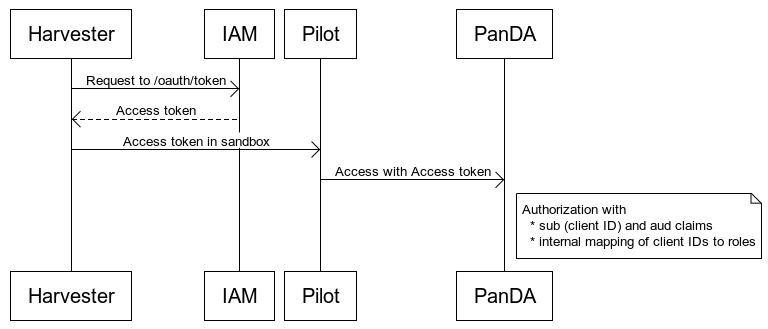 Harvester
IAM
Pilot
PanDA
Request to /oauth/token
Access token
Access token in sandbox
Access with Access token
Authorization with
* sub (client ID) and aud claims
* internal mapping of client IDs to roles
Harvester
IAM
Pilot
PanDA